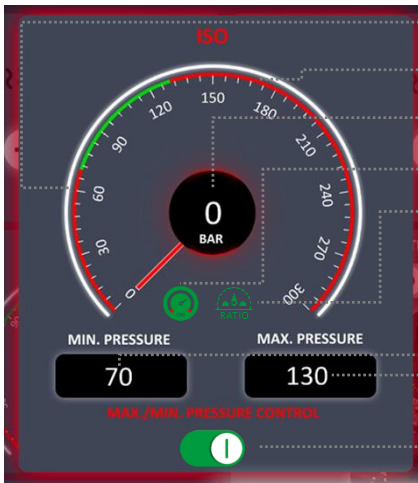 ISO
0
30
60
90
120
150
180
210
240
270
300
0
BAR
RATIO
MIN. PRESSURE
MAX. PRESSURE
70
130
MAX./MIN. PRESSURE CONTROL